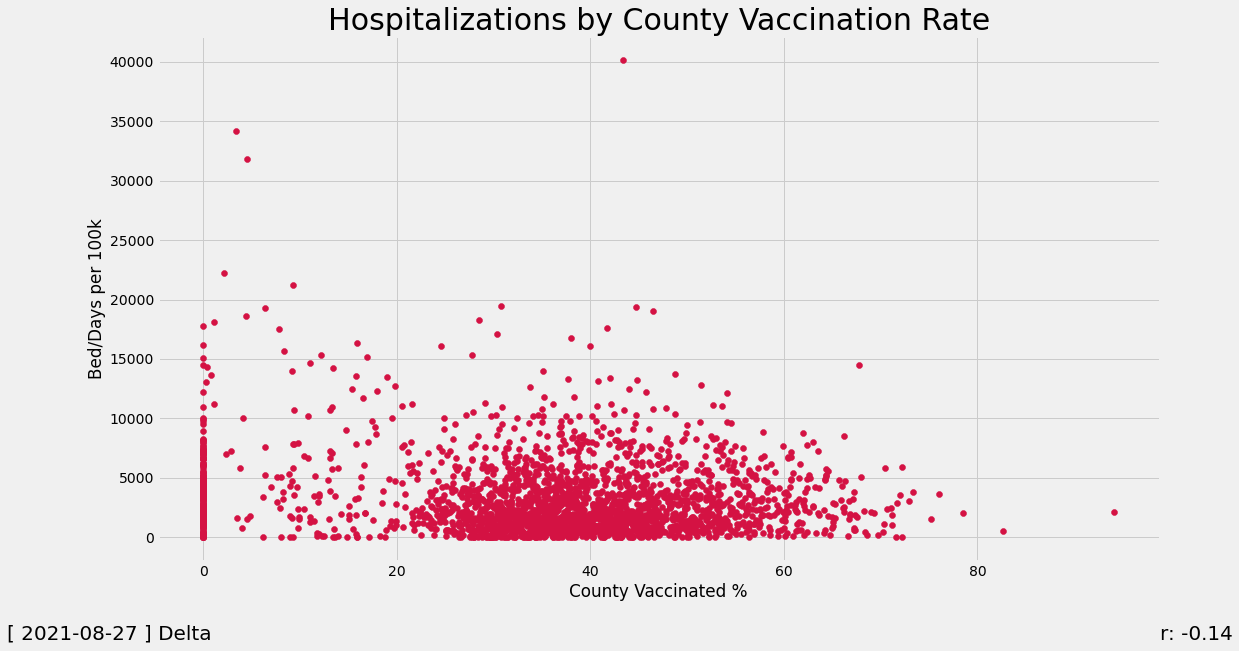 Hospitalizations by County Vaccination Rate
40000
35000
30000
25000
20000
15000
10000
5000
0
Bed/Days per 100k
0 20 40 60 80
County Vaccinated %
[ 2021-08-27 ] Delta
r: -0.14